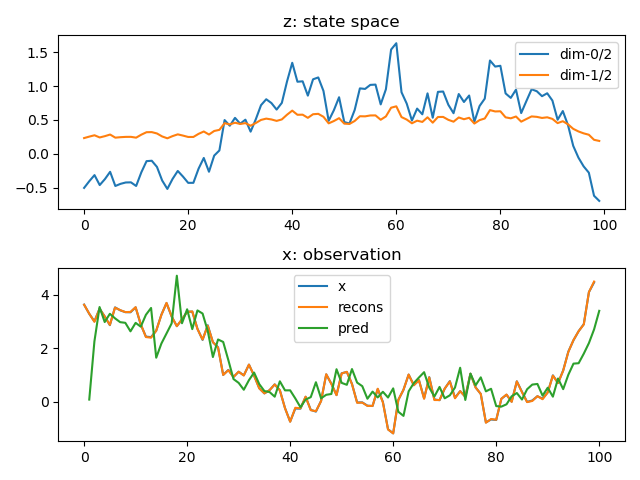 z: state space
1.5
1.0
0.5
0.0
−0.5
dim-0/2
dim-1/2
0 20 40 60 80 100
x: observation
4
2
0
x
recons
pred
0 20 40 60 80 100